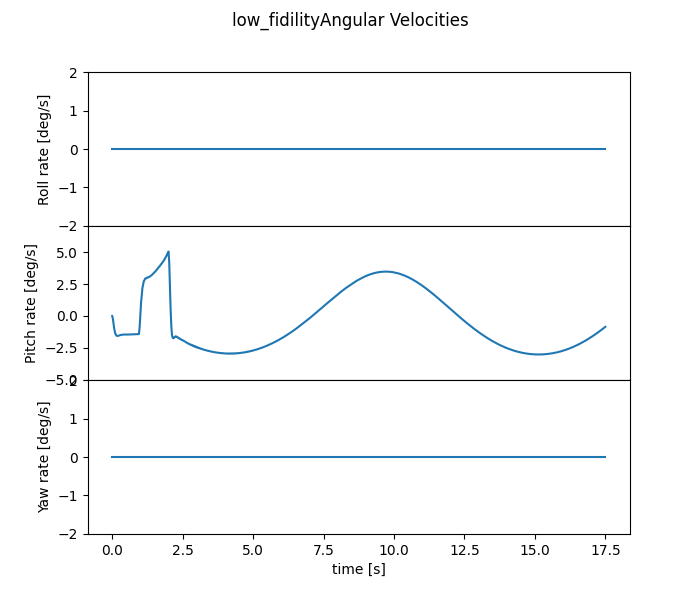 low_fidilityAngular Velocities
2
1
0
−1
−2
Roll rate [deg/s]
5.0
2.5
0.0
−2.5
−5.0
Pitch rate [deg/s]
2
1
0
−1
−2
Yaw rate [deg/s]
0.0 2.5 5.0 7.5 10.0 12.5 15.0 17.5
time [s]